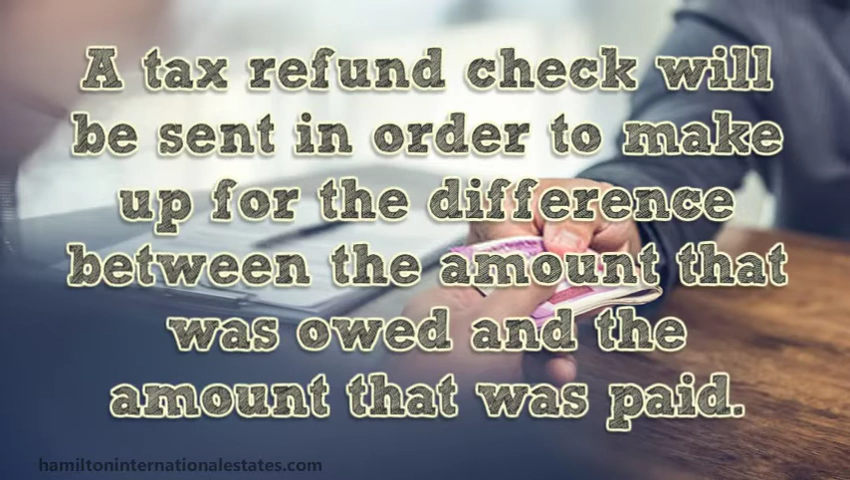 A tax refund check will
be sent in order to make
up for the difference
between the amount that
was owed and the
amount that was paid.
hamiltoninternationalestates.com